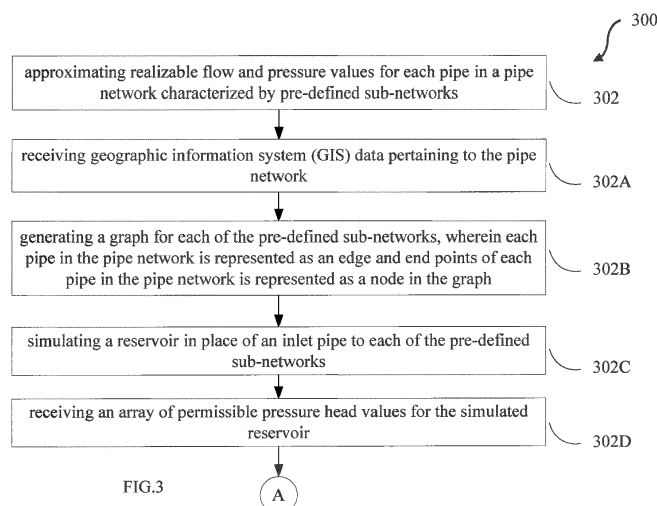 300
approximating realizable flow and pressure values for each pipe in a pipe
network characterized by pre-defined sub-networks
302
receiving geographic information system (GIS) data pertaining to the pipe
network
302A
generating a graph for each of the pre-defined sub-networks, wherein each
pipe in the pipe network is represented as an edge and end points of each
pipe in the pipe network is represented as a node in the graph
302B
simulating a reservoir in place of an inlet pipe to each of the pre-defined
sub-networks
302C
receiving an array of permissible pressure head values for the simulated
reservoir
302D
FIG.3
A